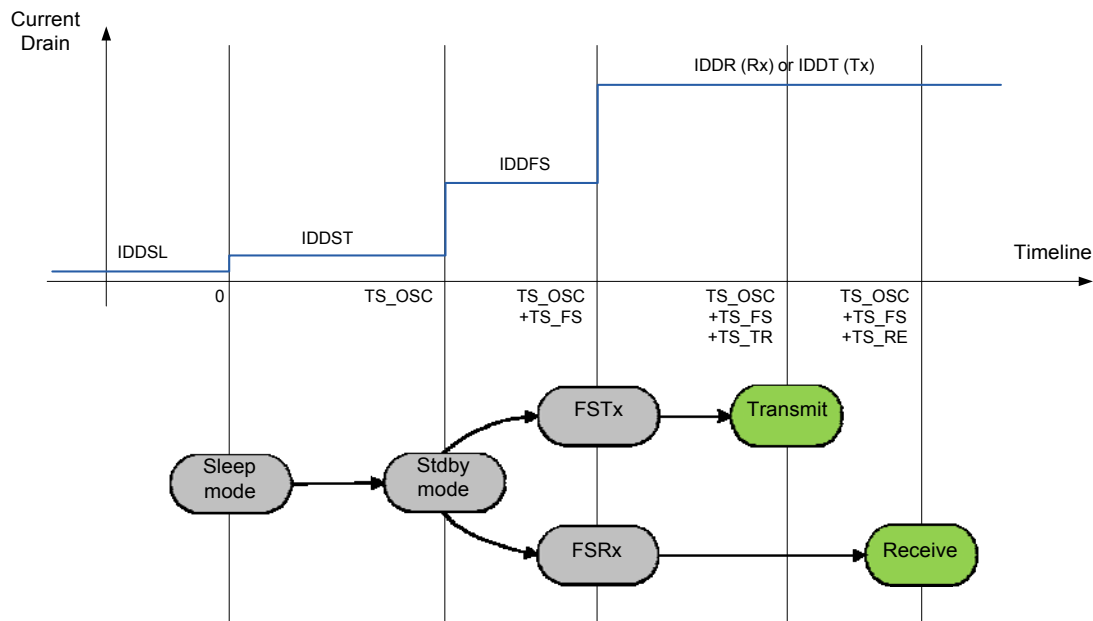 Current
Drain
IDDR (Rx) or IDDT (Tx)
IDDFS
IDDST
IDDSL
Timeline
0
TS_OSC
TS_OSC
+TS_FS
TS_OSC
+TS_FS
+TS_TR
TS_OSC
+TS_FS
+TS_RE
FSTx
Transmit
Sleep
mode
Stdby
mode
FSRx
Receive